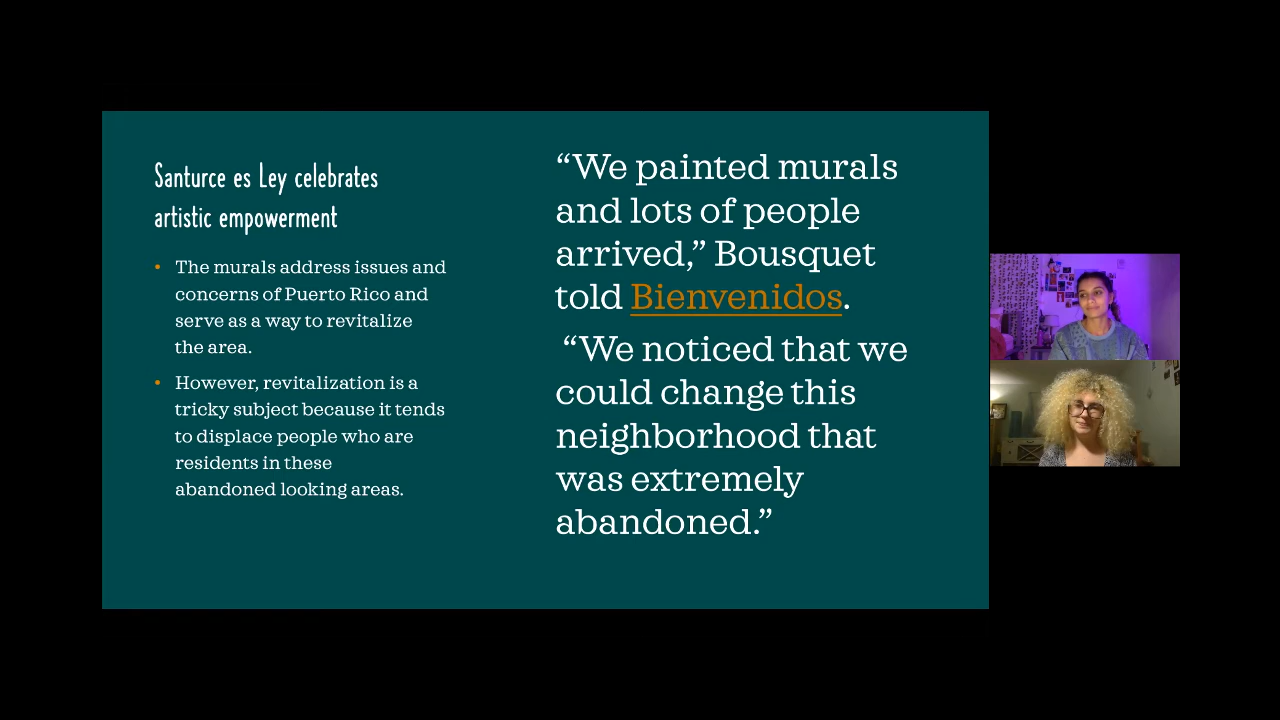 Santurce es Ley celebrates
artistic empowerment
• The murals address issues and
concerns of Puerto Rico and
serve as a way to revitalize
the area.
• However, revitalization is a
tricky subject because it tends
to displace people who are
residents in these
abandoned looking areas.
“We painted murals
and lots of people
arrived,” Bousquet
told Bienvenidos.
“We noticed that we
could change this
neighborhood that
was extremely
abandoned.”